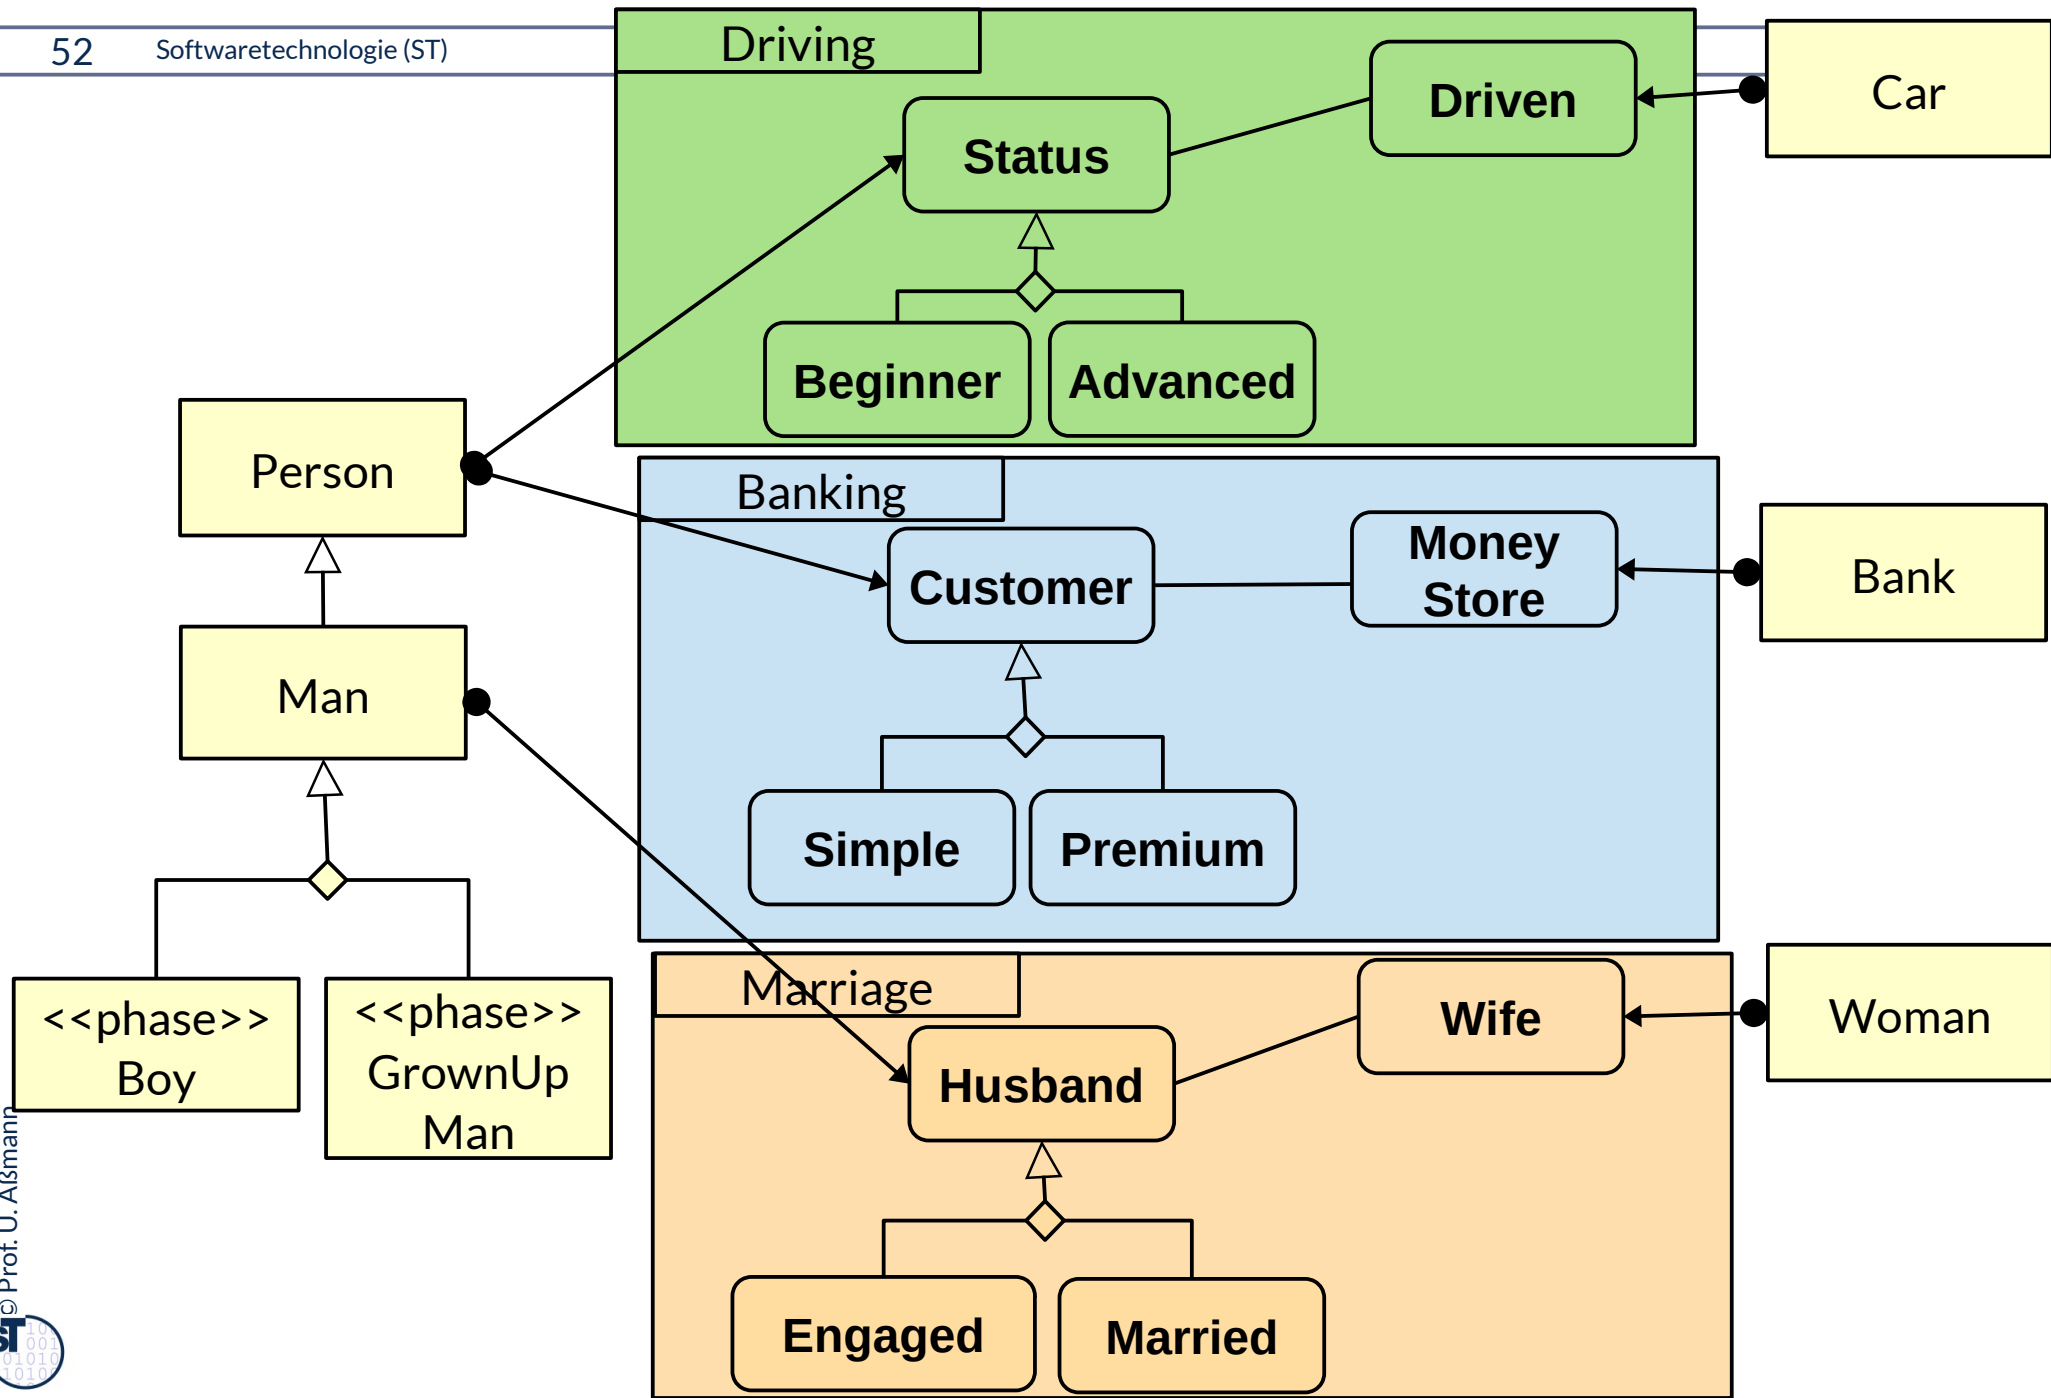 52 Softwaretechnologie (ST)
Driving
Driven
Car
Status
Beginner
Advanced
Person
Banking
Money
Store
Bank
Customer
Man
Simple
Premium
Marriage
Wife
Woman
<<phase>>
Boy
<<phase>>
GrownUp
Man
Husband
Engaged
Married
© Prof. U. Aßmann
ST